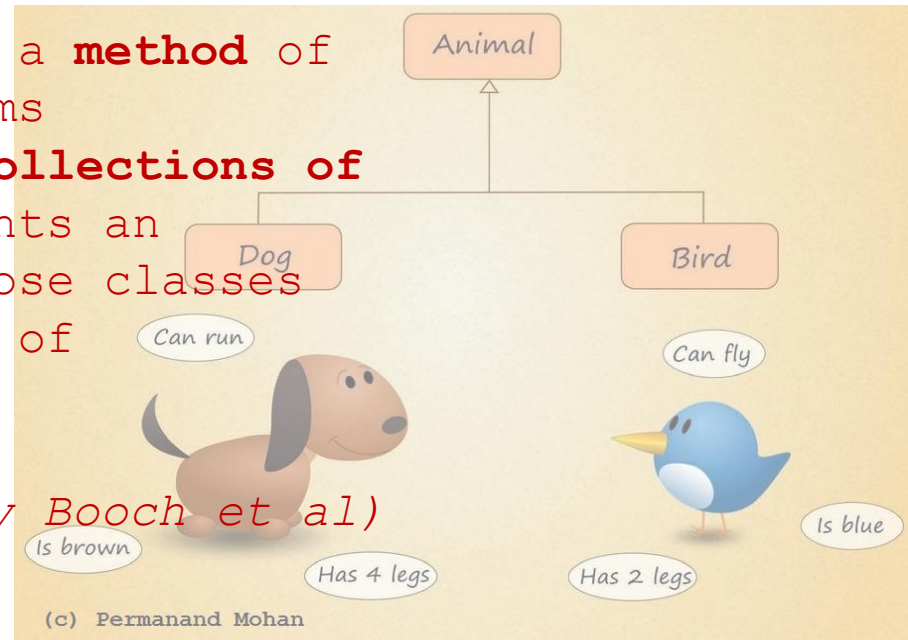 a method of
ms
ollections of
nts an
ose classes
of
y Booch et al)
Animal
Dog
Bird
Can run
Can fly
Is brown
Has 4 legs
Has 2 legs
Is blue
(c) Permanand Mohan